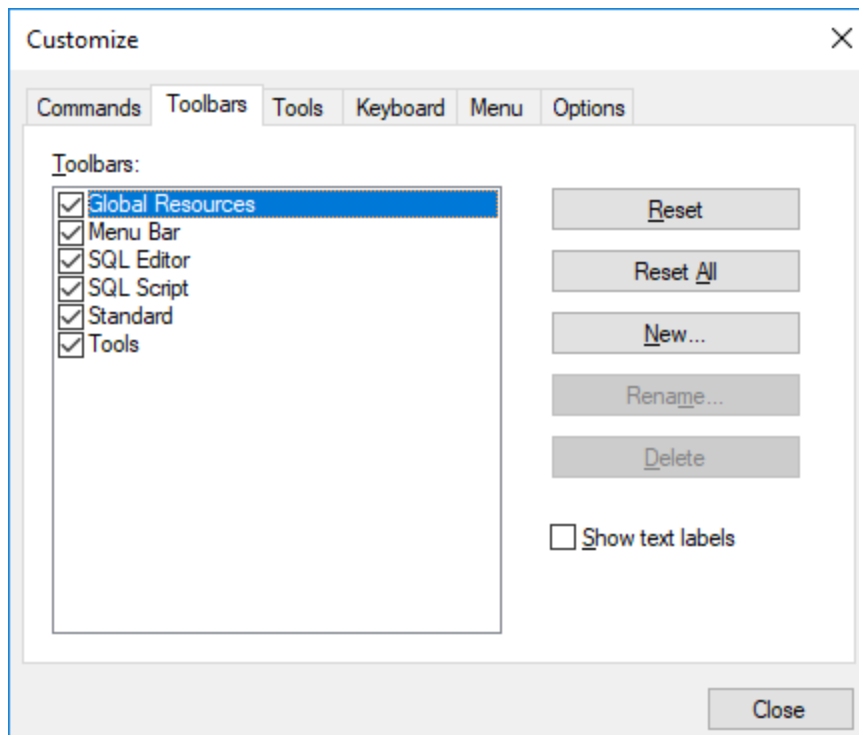 Customize
Commands Toolbars Tools Keyboard Menu Options
Toolbars:
Global Resources
Menu Bar
SQL Editor
SQL Script
Standard
Tools
Reset
Reset All
New...
Rename...
Delete
Show text labels
Close